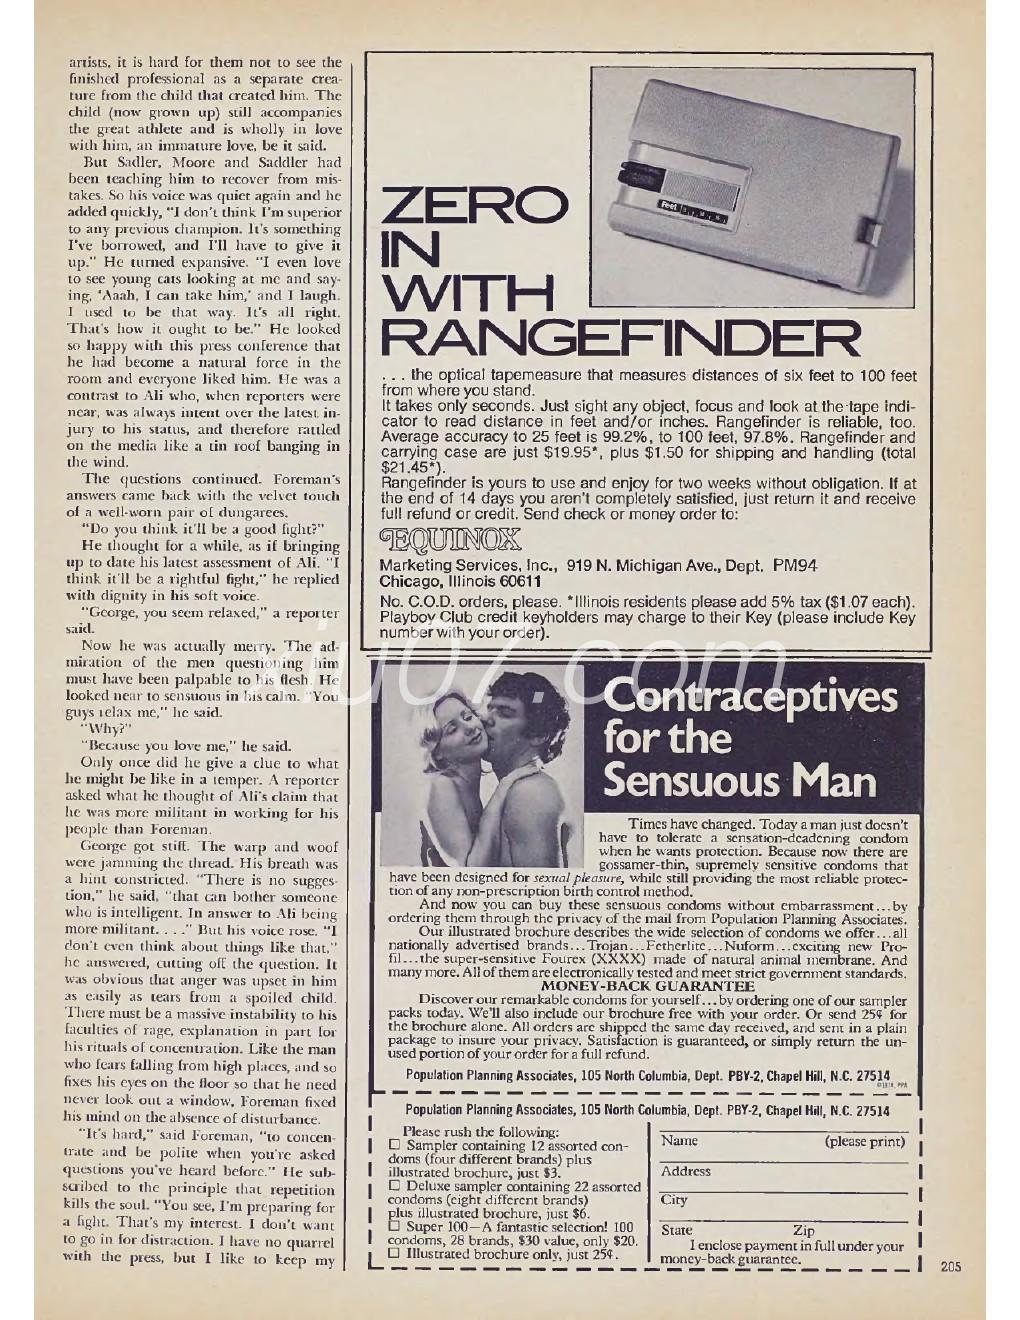 artists, it is hard for them not to see the
finished professional as a separate crea-
ture from the child that created him. The
child (now grown up) still accompanies
the great athlete and is wholly in love
with him, an immature love, be it said.
But Sadler, Moore and Saddler had
been teaching him to recover from mis-
takes. So his voice was quiet again and he
added quickly, "I don't think I'm superior
to any previous champion. It's something
I've borrowed, and I'll have to give it
up." He turned expansive. "I even love
to see young cats looking at me and say-
ing, 'Aaah, I can take him,' and I laugh.
I used to be that way. It's all right.
That's how it ought to be." He looked
so happy with this press conference that
he had become a natural force in the
room and everyone liked him. He was a
contrast to Ali who, when reporters were
near, was always intent over the latest in-
jury to his status, and therefore rattled
on the media like a tin roof banging in
the wind.
The questions continued. Foreman's
answers came back with the velvet touch
of a well-worn pair of dungarees.
"Do you think it'll be a good fight?"
He thought for a while, as if bringing
up to date his latest assessment of Ali. "I
think it'll be a rightful fight," he replied
with dignity in his soft voice.
"George, you seem relaxed," a reporter
said.
Now he was actually merry. The ad-
miration of the men questioning him
must have been palpable to his flesh. He
looked near to sensuous in his calm. "You
guys relax me," he said.
"Why?"
"Because you love me," he said.
Only once did he give a clue to what
he might be like in a temper. A reporter
asked what he thought of Ali's claim that
he was more militant in working for his
people than Foreman.
George got stiff. The warp and woof
were jamming the thread. His breath was
a hint constricted. "There is no sugges-
tion," he said, "that can bother someone
who is intelligent. In answer to Ali being
more militant. . . ." But his voice rose. "I
don't even think about things like that,"
he answered, cutting off the question. It
was obvious that anger was upset in him
as easily as tears from a spoiled child.
There must be a massive instability to his
faculties of rage, explanation in part for
his rituals of concentration. Like the man
who fears falling from high places, and so
fixes his eyes on the floor so that he need
never look out a window, Foreman fixed
his mind on the absence of disturbance.
"It's hard," said Foreman, "to concen-
trate and be polite when you're asked
questions you've heard before." He sub-
scribed to the principle that repetition
kills the soul. "You see, I'm preparing for
a fight. That's my interest. I don't want
to go in for distraction. I have no quarrel
with the press, but I like to keep my
Feet
ZERO
IN
WITH
RANGEFINDER
. . . the optical tapemeasure that measures distances of six feet to 100 feet
from where you stand.
It takes only seconds. Just sight any object, focus and look at the tape indi-
cator to read distance in feet and/or inches. Rangefinder is reliable, too.
Average accuracy to 25 feet is 99.2%, to 100 feet, 97.8%. Rangefinder and
carrying case are just $19.95*, plus $1.50 for shipping and handling (total
$21.45*).
Rangefinder is yours to use and enjoy for two weeks without obligation. If at
the end of 14 days you aren't completely satisfied, just return it and receive
full refund or credit. Send check or money order to:
EQUINOX
Marketing Services, Inc., 919 N. Michigan Ave., Dept. PM94
Chicago, Illinois 60611
No. C.O.D. orders, please. *Illinois residents please add 5% tax ($1.07 each).
Playboy Club credit keyholders may charge to their Key (please include Key
number with your order).
xiu07.com
Contraceptives
for the
Sensuous Man
Times have changed. Today a man just doesn't
have to tolerate a sensation-deadening condom
when he wants protection. Because now there are
gossamer-thin, supremely sensitive condoms that
have been designed for sexual pleasure, while still providing the most reliable protec-
tion of any non-prescription birth control method.
And now you can buy these sensuous condoms without embarrassment...by
ordering them through the privacy of the mail from Population Planning Associates.
Our illustrated brochure describes the wide selection of condoms we offer...all
nationally advertised brands...Trojan...Fetherlite...Nuform...exciting new Pro-
fil...the super-sensitive Fourex (XXXX) made of natural animal membrane. And
many more. All of them are electronically tested and meet strict government standards.
MONEY-BACK GUARANTEE
Discover our remarkable condoms for yourself...by ordering one of our sampler
packs today. We'll also include our brochure free with your order. Or send 25¢ for
the brochure alone. All orders are shipped the same day received, and sent in a plain
package to insure your privacy. Satisfaction is guaranteed, or simply return the un-
used portion of your order for a full refund.
Population Planning Associates, 105 North Columbia, Dept. PBY-2, Chapel Hill, N.C. 27514
©1974, PPA
Population Planning Associates, 105 North Columbia, Dept. PBY-2, Chapel Hill, N.C. 27514
Please rush the following:
☐ Sampler containing 12 assorted con-
doms (four different brands) plus
illustrated brochure, just $3.
☐ Deluxe sampler containing 22 assorted
condoms (eight different brands)
plus illustrated brochure, just $6.
☐ Super 100—A fantastic selection! 100
condoms, 28 brands, $30 value, only $20.
☐ Illustrated brochure only, just 25¢.
Name (please print)
Address
City
State Zip
I enclose payment in full under your
money-back guarantee.
205